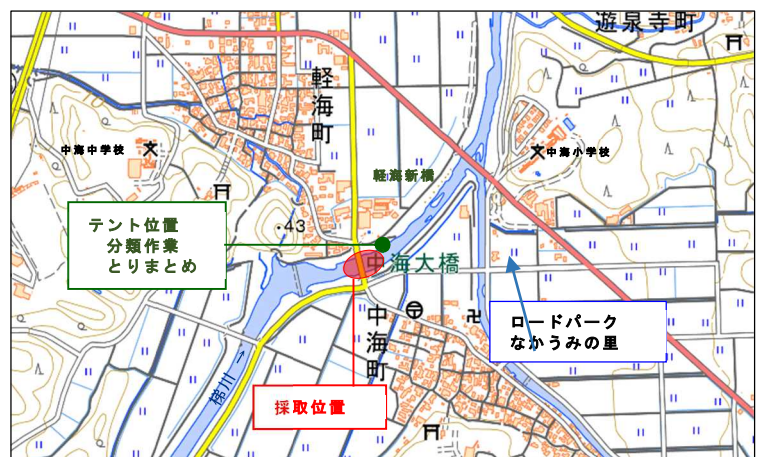 遊泉寺町
軽海町
中海中学校
中海小学校
軽海新橋
テント位置
分類作業
とりまとめ
・43
中海大橋
ロードパーク
なかうみの里
中海町
梯川
採取位置